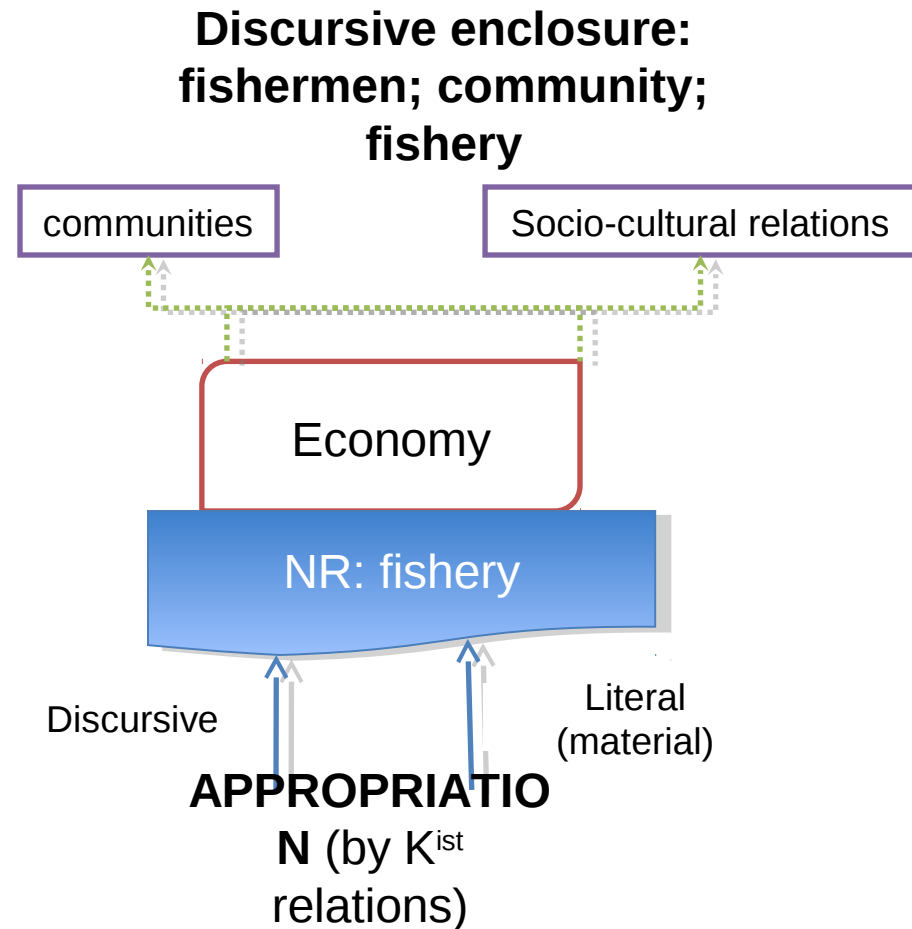 Discursive enclosure:
fishermen; community;
fishery
communities
Socio-cultural relations
Economy
NR: fishery
Discursive
Literal
(material)
APPROPRIATIO
N (by Kist
relations)